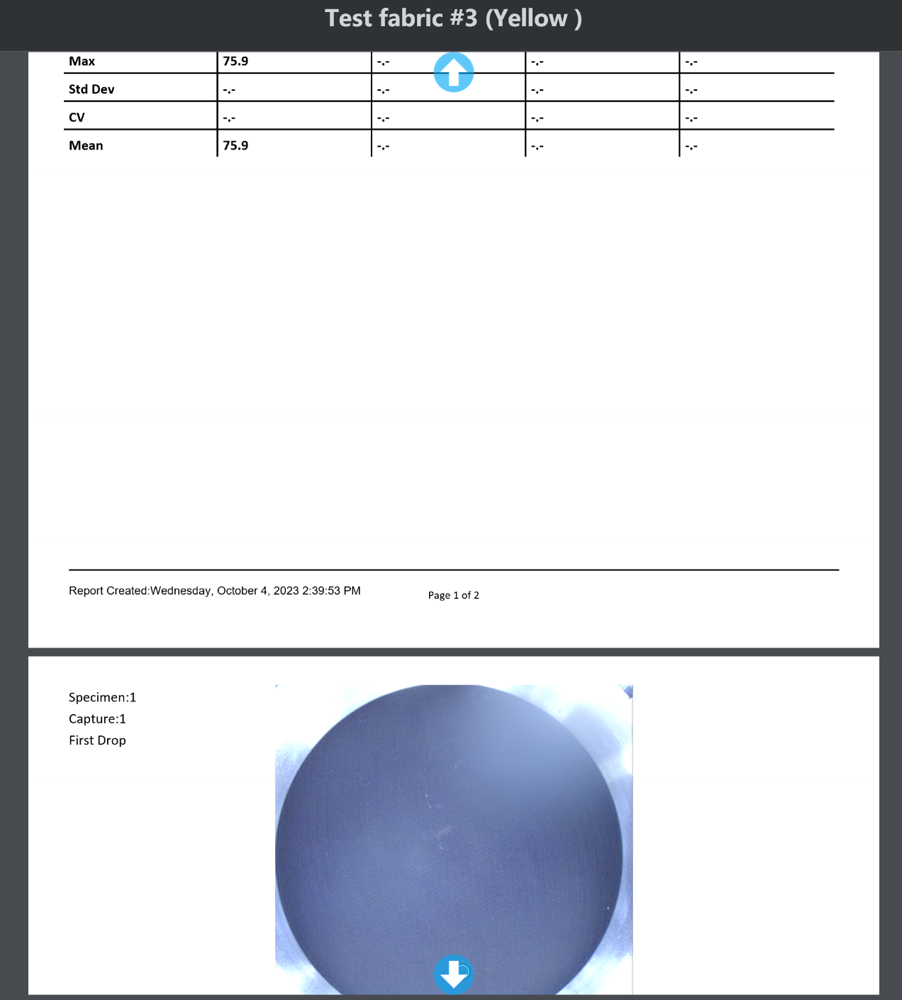 Test fabric #3 (Yellow )
Max 75.9 -.- -.- -.-
Std Dev -.- -.- -.- -.-
CV -.- -.- -.- -.-
Mean 75.9 -.- -.- -.-
Report Created:Wednesday, October 4, 2023 2:39:53 PM Page 1 of 2
Specimen:1
Capture:1
First Drop